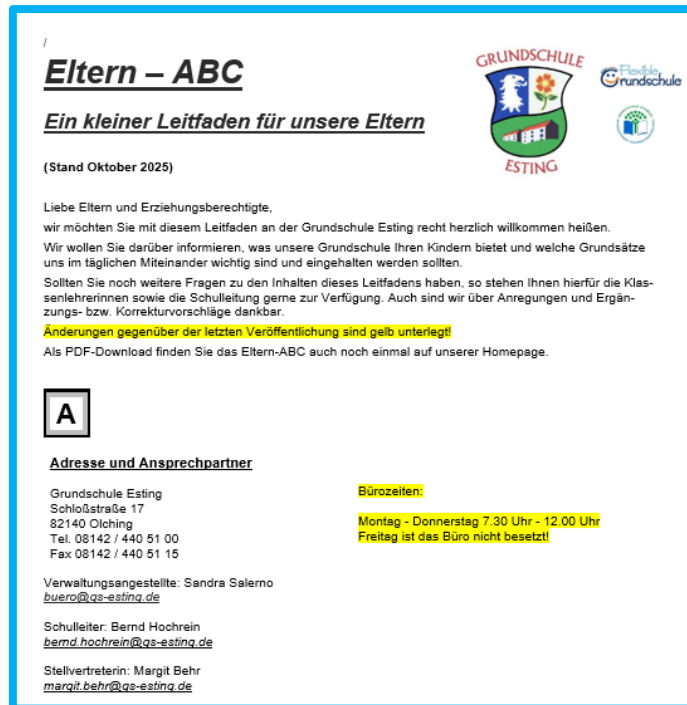 /
Eltern – ABC
Ein kleiner Leitfaden für unsere Eltern
GRUNDSCHULE
ESTING
Flexible
Grundschule
(Stand Oktober 2025)
Liebe Eltern und Erziehungsberechtigte,
wir möchten Sie mit diesem Leitfaden an der Grundschule Esting recht herzlich willkommen heißen.
Wir wollen Sie darüber informieren, was unsere Grundschule Ihren Kindern bietet und welche Grundsätze
uns im täglichen Miteinander wichtig sind und eingehalten werden sollten.
Sollten Sie noch weitere Fragen zu den Inhalten dieses Leitfadens haben, so stehen Ihnen hierfür die Klas-
senlehrerinnen sowie die Schulleitung gerne zur Verfügung. Auch sind wir über Anregungen und Ergän-
zungs- bzw. Korrekturvorschläge dankbar.
Änderungen gegenüber der letzten Veröffentlichung sind gelb unterlegt!
Als PDF-Download finden Sie das Eltern-ABC auch noch einmal auf unserer Homepage.
A
Adresse und Ansprechpartner
Grundschule Esting
Schloßstraße 17
82140 Olching
Tel. 08142 / 440 51 00
Fax 08142 / 440 51 15
Bürozeiten:
Montag - Donnerstag 7.30 Uhr - 12.00 Uhr
Freitag ist das Büro nicht besetzt!
Verwaltungsangestellte: Sandra Salerno
buero@gs-esting.de
Schulleiter: Bernd Hochrein
bernd.hochrein@gs-esting.de
Stellvertreterin: Margit Behr
margit.behr@gs-esting.de